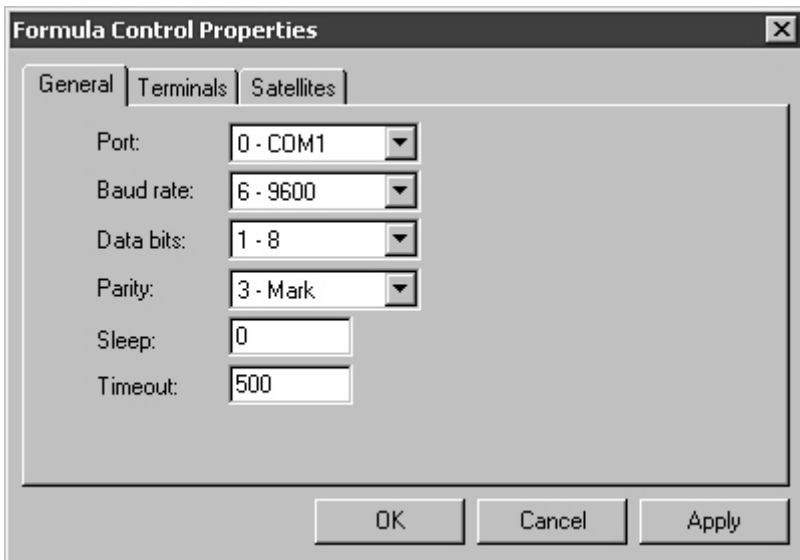 Formula Control Properties
General Terminals Satellites
Port: 0 - COM1
Baud rate: 6 - 9600
Data bits: 1 - 8
Parity: 3 - Mark
Sleep: 0
Timeout: 500
OK Cancel Apply